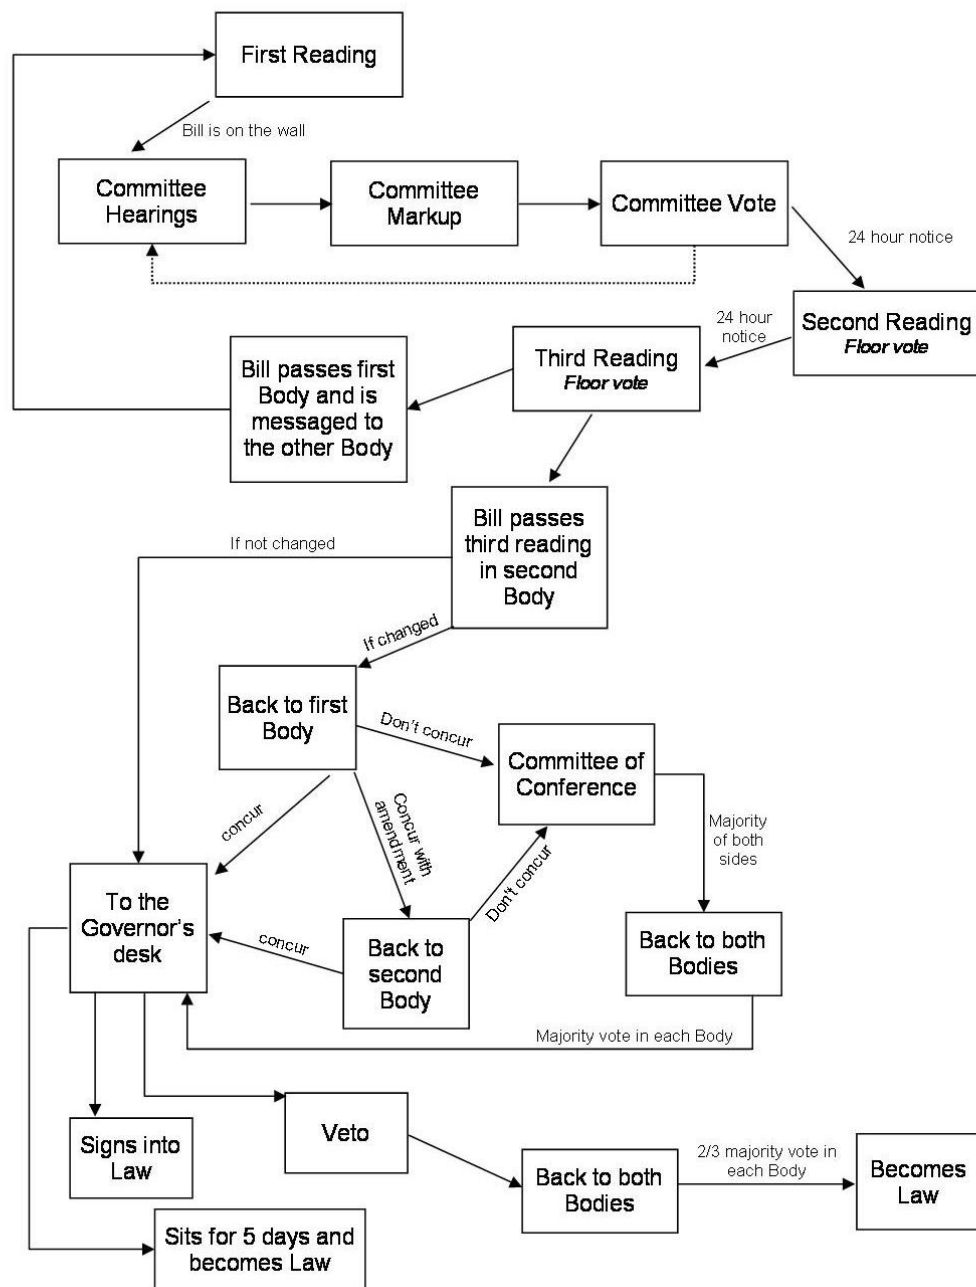 First Reading
Bill is on the wall
Committee
Hearings
Committee
Markup
Committee Vote
24 hour notice
Second Reading
Floor vote
24 hour
notice
Third Reading
Floor vote
Bill passes first
Body and is
messaged to
the other Body
Bill passes
third reading
in second
Body
If not changed
If changed
Back to first
Body
Don't concur
Committee of
Conference
concur
Concur with
amendment
Don't concur
Majority
of both
sides
To the
Governor's
desk
concur
Back to
second
Body
Back to both
Bodies
Majority vote in each Body
Signs into
Law
Veto
Back to both
Bodies
2/3 majority vote in
each Body
Becomes
Law
Sits for 5 days and
becomes Law